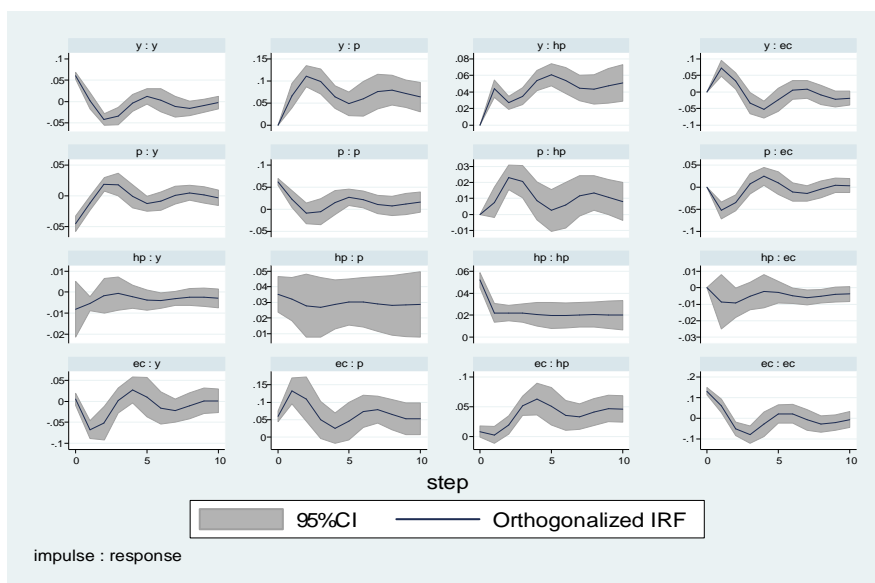 y : y
y : p
y : hp
y : ec
.1
.05
0
-.05
.15
.1
.05
0
.08
.06
.04
.02
0
.1
.05
0
-.05
-.1
p : y
p : p
p : hp
p : ec
.05
0
-.05
.1
.05
0
-.05
.03
.02
.01
0
-.01
.05
0
-.05
-.1
hp : y
hp : p
hp : hp
hp : ec
.01
0
-.01
-.02
.05
.04
.03
.02
.01
.06
.04
.02
0
.01
0
-.01
-.02
-.03
ec : y
ec : p
ec : hp
ec : ec
.05
0
-.05
-.1
.15
.1
.05
0
.1
.05
0
.2
.1
0
-.1
0 5 10
0 5 10
0 5 10
0 5 10
step
95%CI Orthogonalized IRF
impulse : response